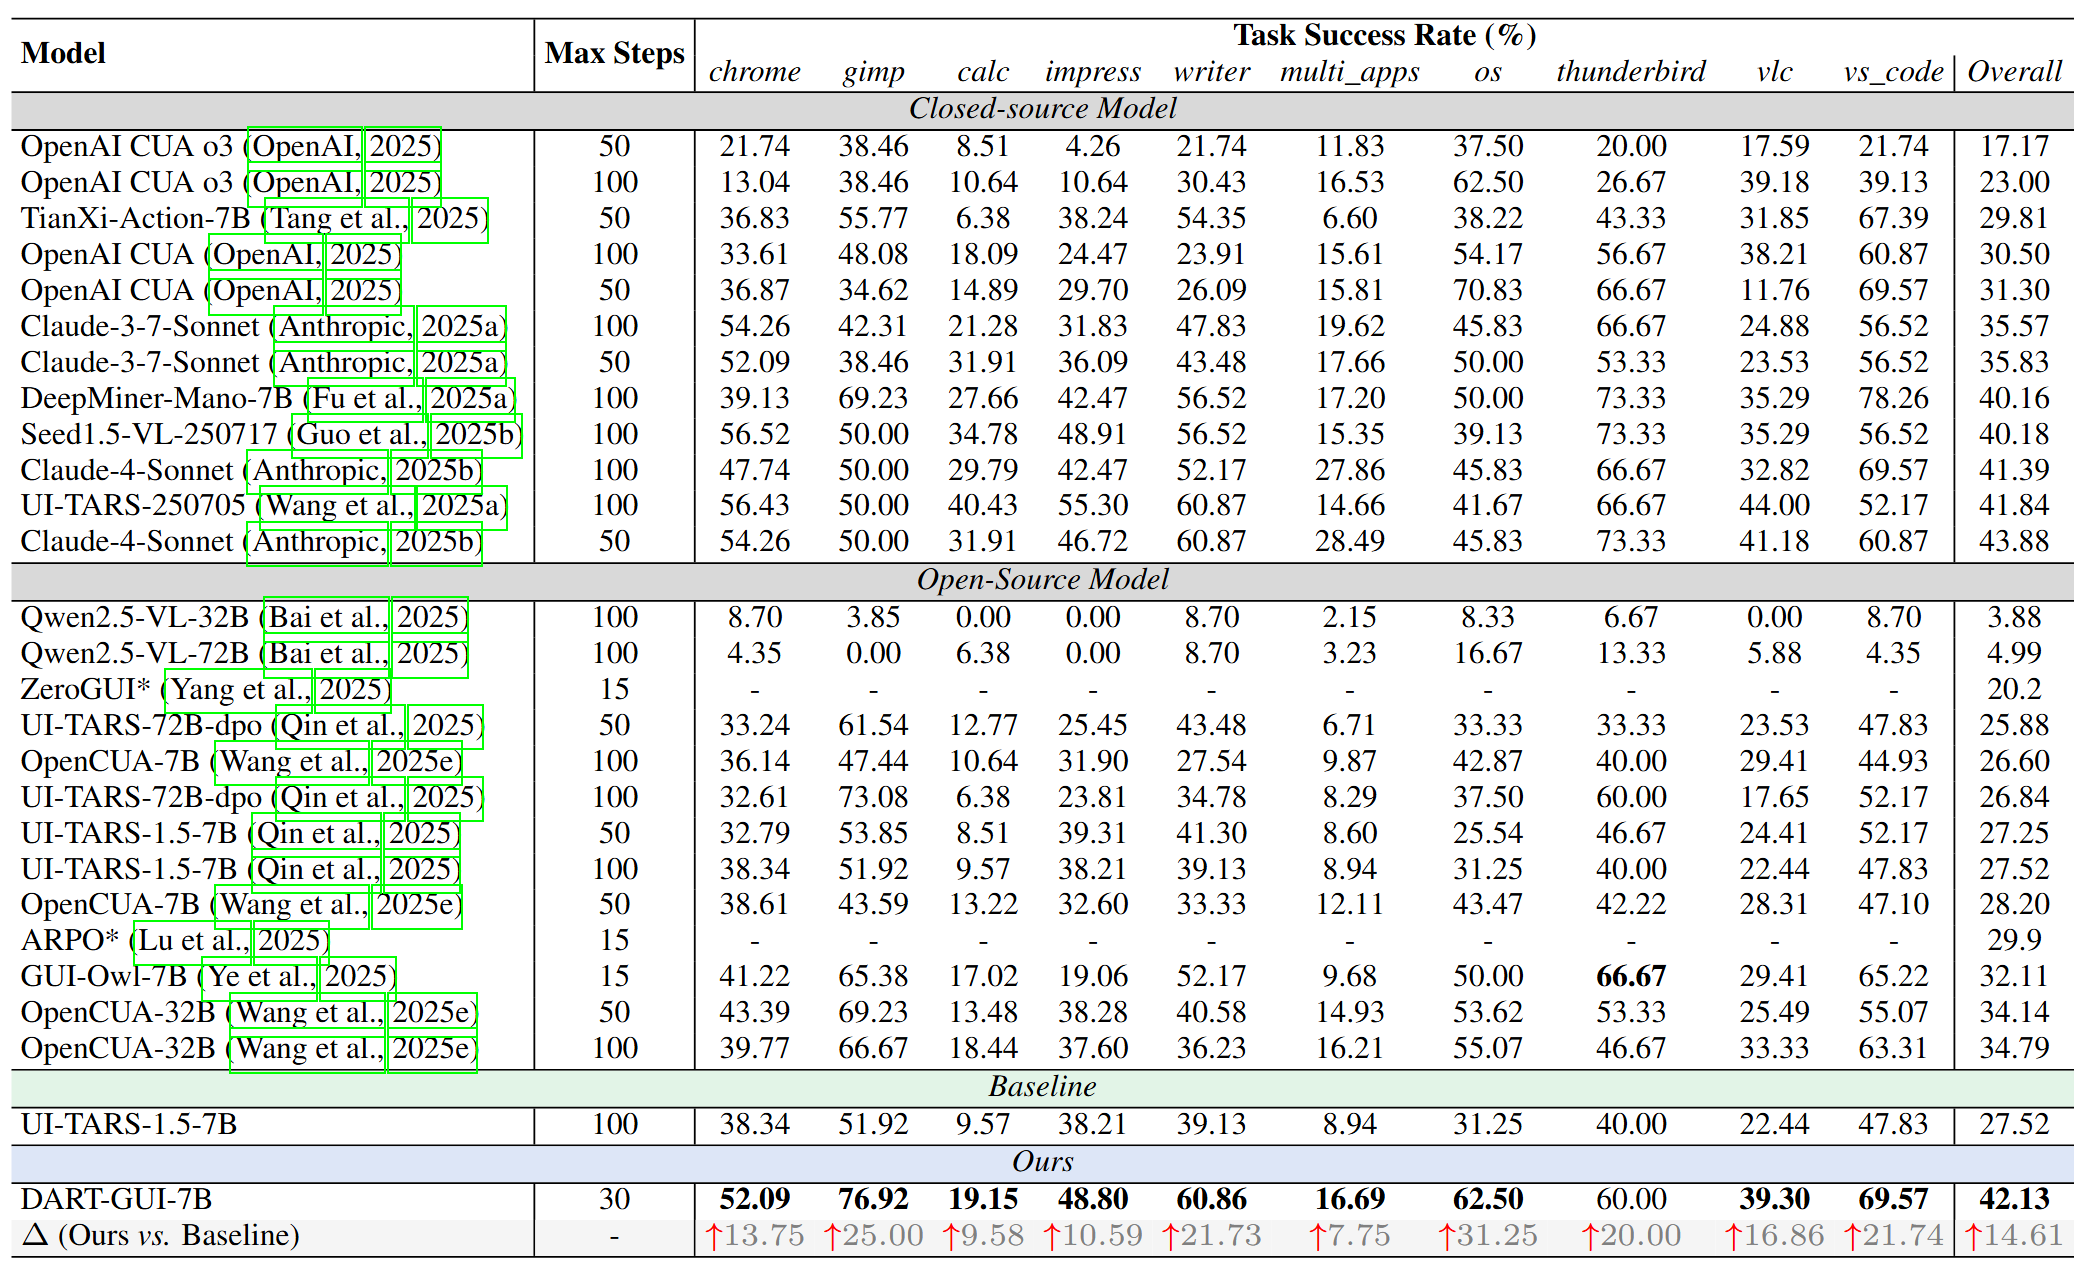 Model Max Steps Task Success Rate (%)
chrome gimp calc impress writer multi_apps os thunderbird vlc vs_code Overall
Closed-source Model
OpenAI CUA o3 (OpenAI, 2025) 50 21.74 38.46 8.51 4.26 21.74 11.83 37.50 20.00 17.59 21.74 17.17
OpenAI CUA o3 (OpenAI, 2025) 100 13.04 38.46 10.64 10.64 30.43 16.53 62.50 26.67 39.18 39.13 23.00
TianXi-Action-7B (Tang et al., 2025) 50 36.83 55.77 6.38 38.24 54.35 6.60 38.22 43.33 31.85 67.39 29.81
OpenAI CUA (OpenAI, 2025) 100 33.61 48.08 18.09 24.47 23.91 15.61 54.17 56.67 38.21 60.87 30.50
OpenAI CUA (OpenAI, 2025) 50 36.87 34.62 14.89 29.70 26.09 15.81 70.83 66.67 11.76 69.57 31.30
Claude-3-7-Sonnet (Anthropic, 2025a) 100 54.26 42.31 21.28 31.83 47.83 19.62 45.83 66.67 24.88 56.52 35.57
Claude-3-7-Sonnet (Anthropic, 2025a) 50 52.09 38.46 31.91 36.09 43.48 17.66 50.00 53.33 23.53 56.52 35.83
DeepMiner-Mano-7B (Fu et al., 2025a) 100 39.13 69.23 27.66 42.47 56.52 17.20 50.00 73.33 35.29 78.26 40.16
Seed1.5-VL-250717 (Guo et al., 2025b) 100 56.52 50.00 34.78 48.91 56.52 15.35 39.13 73.33 35.29 56.52 40.18
Claude-4-Sonnet (Anthropic, 2025b) 100 47.74 50.00 29.79 42.47 52.17 27.86 45.83 66.67 32.82 69.57 41.39
UI-TARS-250705 (Wang et al., 2025a) 100 56.43 50.00 40.43 55.30 60.87 14.66 41.67 66.67 44.00 52.17 41.84
Claude-4-Sonnet (Anthropic, 2025b) 50 54.26 50.00 31.91 46.72 60.87 28.49 45.83 73.33 41.18 60.87 43.88
Open-Source Model
Qwen2.5-VL-32B (Bai et al., 2025) 100 8.70 3.85 0.00 0.00 8.70 2.15 8.33 6.67 0.00 8.70 3.88
Qwen2.5-VL-72B (Bai et al., 2025) 100 4.35 0.00 6.38 0.00 8.70 3.23 16.67 13.33 5.88 4.35 4.99
ZeroGUI* (Yang et al., 2025) 15 - - - - - - - - - - 20.2
UI-TARS-72B-dpo (Qin et al., 2025) 50 33.24 61.54 12.77 25.45 43.48 6.71 33.33 33.33 23.53 47.83 25.88
OpenCUA-7B (Wang et al., 2025e) 100 36.14 47.44 10.64 31.90 27.54 9.87 42.87 40.00 29.41 44.93 26.60
UI-TARS-72B-dpo (Qin et al., 2025) 100 32.61 73.08 6.38 23.81 34.78 8.29 37.50 60.00 17.65 52.17 26.84
UI-TARS-1.5-7B (Qin et al., 2025) 50 32.79 53.85 8.51 39.31 41.30 8.60 25.54 46.67 24.41 52.17 27.25
UI-TARS-1.5-7B (Qin et al., 2025) 100 38.34 51.92 9.57 38.21 39.13 8.94 31.25 40.00 22.44 47.83 27.52
OpenCUA-7B (Wang et al., 2025e) 50 38.61 43.59 13.22 32.60 33.33 12.11 43.47 42.22 28.31 47.10 28.20
ARPO* (Lu et al., 2025) 15 - - - - - - - - - - 29.9
GUI-Owl-7B (Ye et al., 2025) 15 41.22 65.38 17.02 19.06 52.17 9.68 50.00 66.67 29.41 65.22 32.11
OpenCUA-32B (Wang et al., 2025e) 50 43.39 69.23 13.48 38.28 40.58 14.93 53.62 53.33 25.49 55.07 34.14
OpenCUA-32B (Wang et al., 2025e) 100 39.77 66.67 18.44 37.60 36.23 16.21 55.07 46.67 33.33 63.31 34.79
Baseline
UI-TARS-1.5-7B 100 38.34 51.92 9.57 38.21 39.13 8.94 31.25 40.00 22.44 47.83 27.52
Ours
DART-GUI-7B 30 52.09 76.92 19.15 48.80 60.86 16.69 62.50 60.00 39.30 69.57 42.13
Δ (Ours vs. Baseline) - ↑13.75 ↑25.00 ↑9.58 ↑10.59 ↑21.73 ↑7.75 ↑31.25 ↑20.00 ↑16.86 ↑21.74 ↑14.61